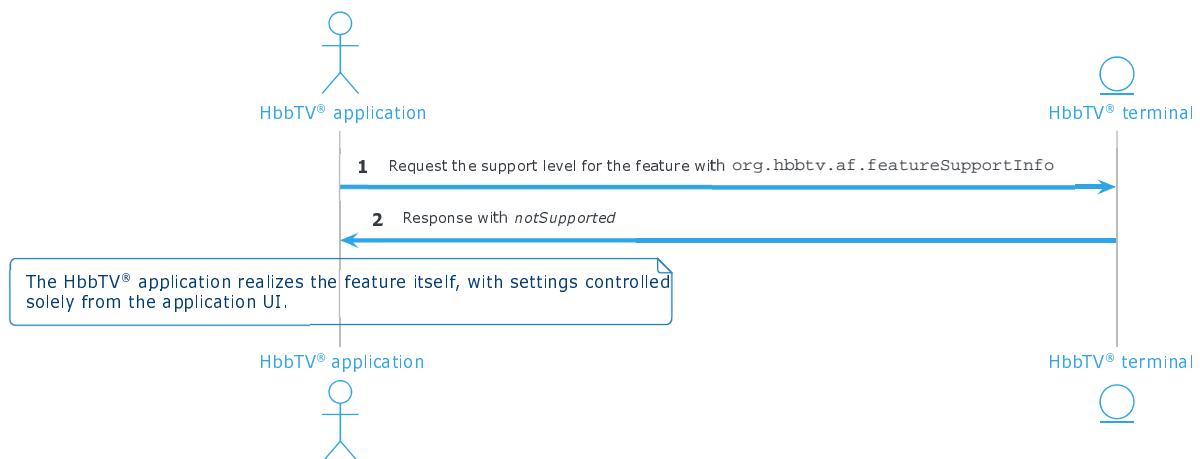 HbbTV® application
HbbTV® terminal
1 Request the support level for the feature with org.hbbtv.af.featureSupportInfo
2 Response with notSupported
The HbbTV® application realizes the feature itself, with settings controlled
solely from the application UI.
HbbTV® application
HbbTV® terminal